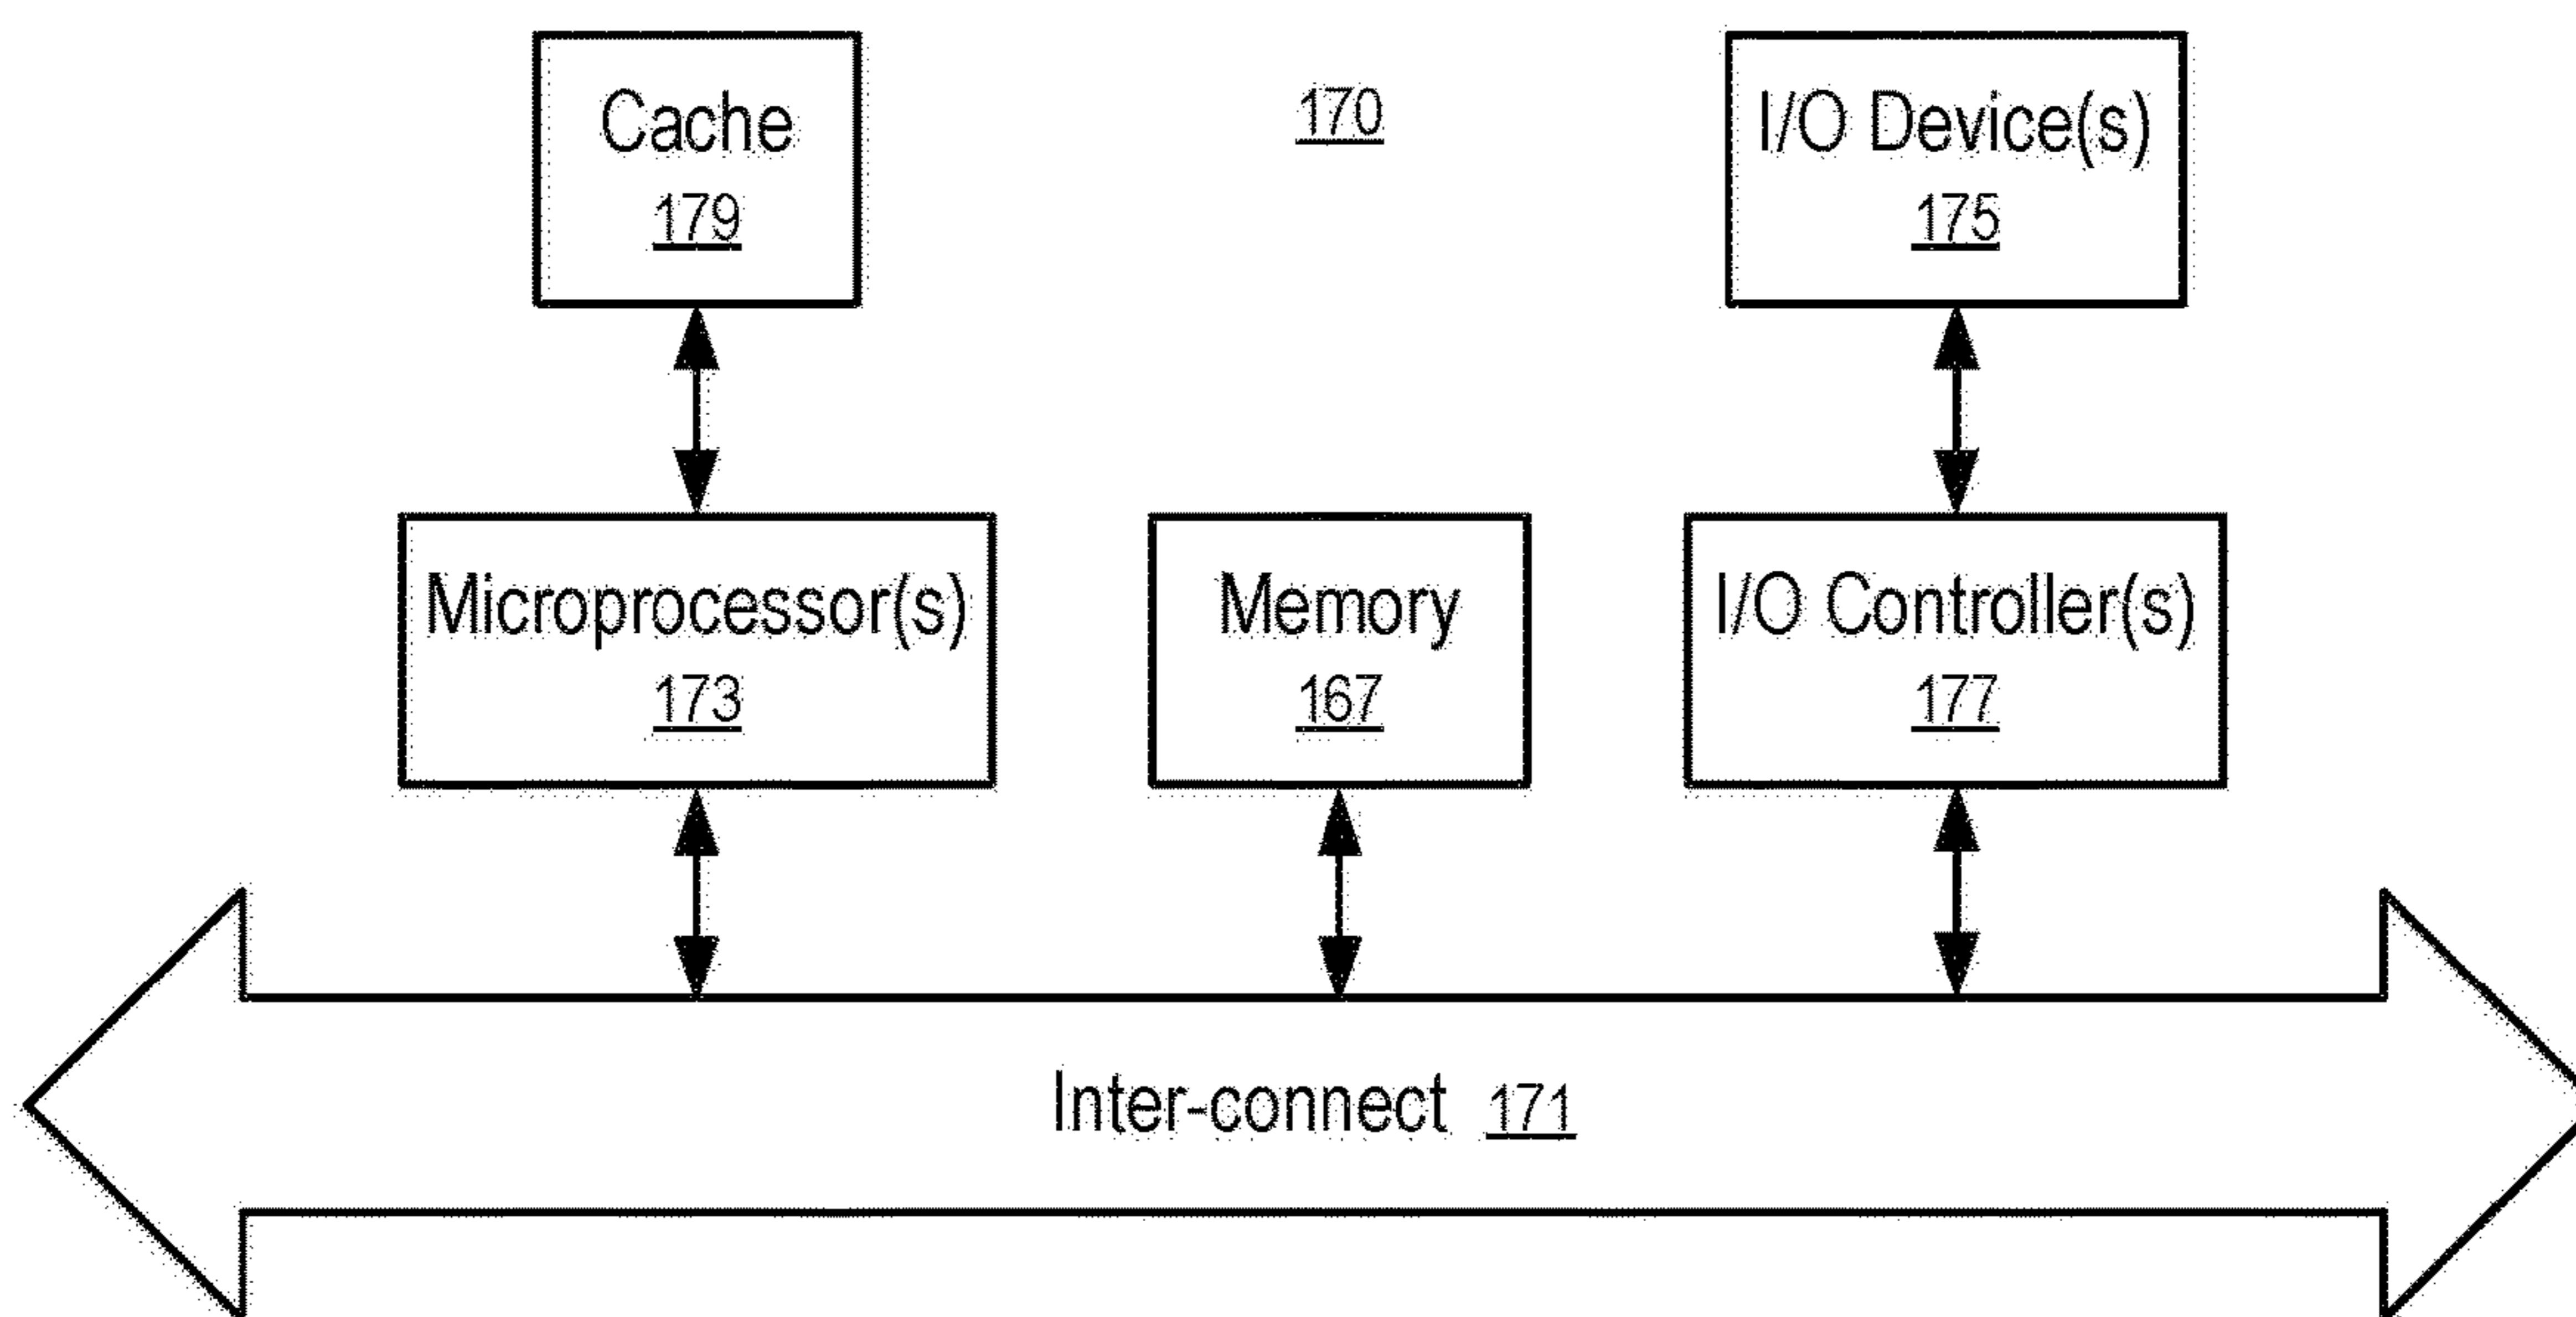 Cache
179
170
I/O Device(s)
175
Microprocessor(s)
173
Memory
167
I/O Controller(s)
177
Inter-connect 171